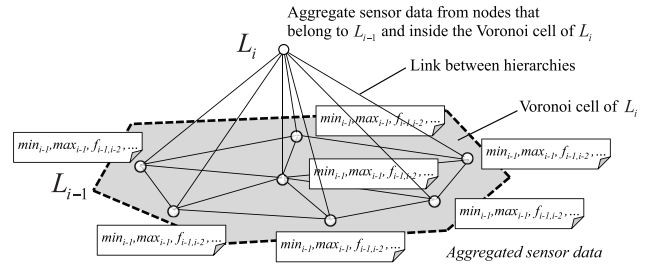 Aggregate sensor data from nodes that
belong to L_{i-1} and inside the Voronoi cell of L_i
L_i
Link between hierarchies
Voronoi cell of L_i
min_{i-1},max_{i-1}, f_{i-1,i-2},...
min_{i-1},max_{i-1}, f_{i-1,i-2},...
min_{i-1},max_{i-1}, f_{i-1,i-2},...
min_{i-1},max_{i-1}, f_{i-1,i-2},...
L_{i-1}
min_{i-1},max_{i-1}, f_{i-1,i-2},...
min_{i-1},max_{i-1}, f_{i-1,i-2},...
min_{i-1},max_{i-1}, f_{i-1,i-2},...
Aggregated sensor data